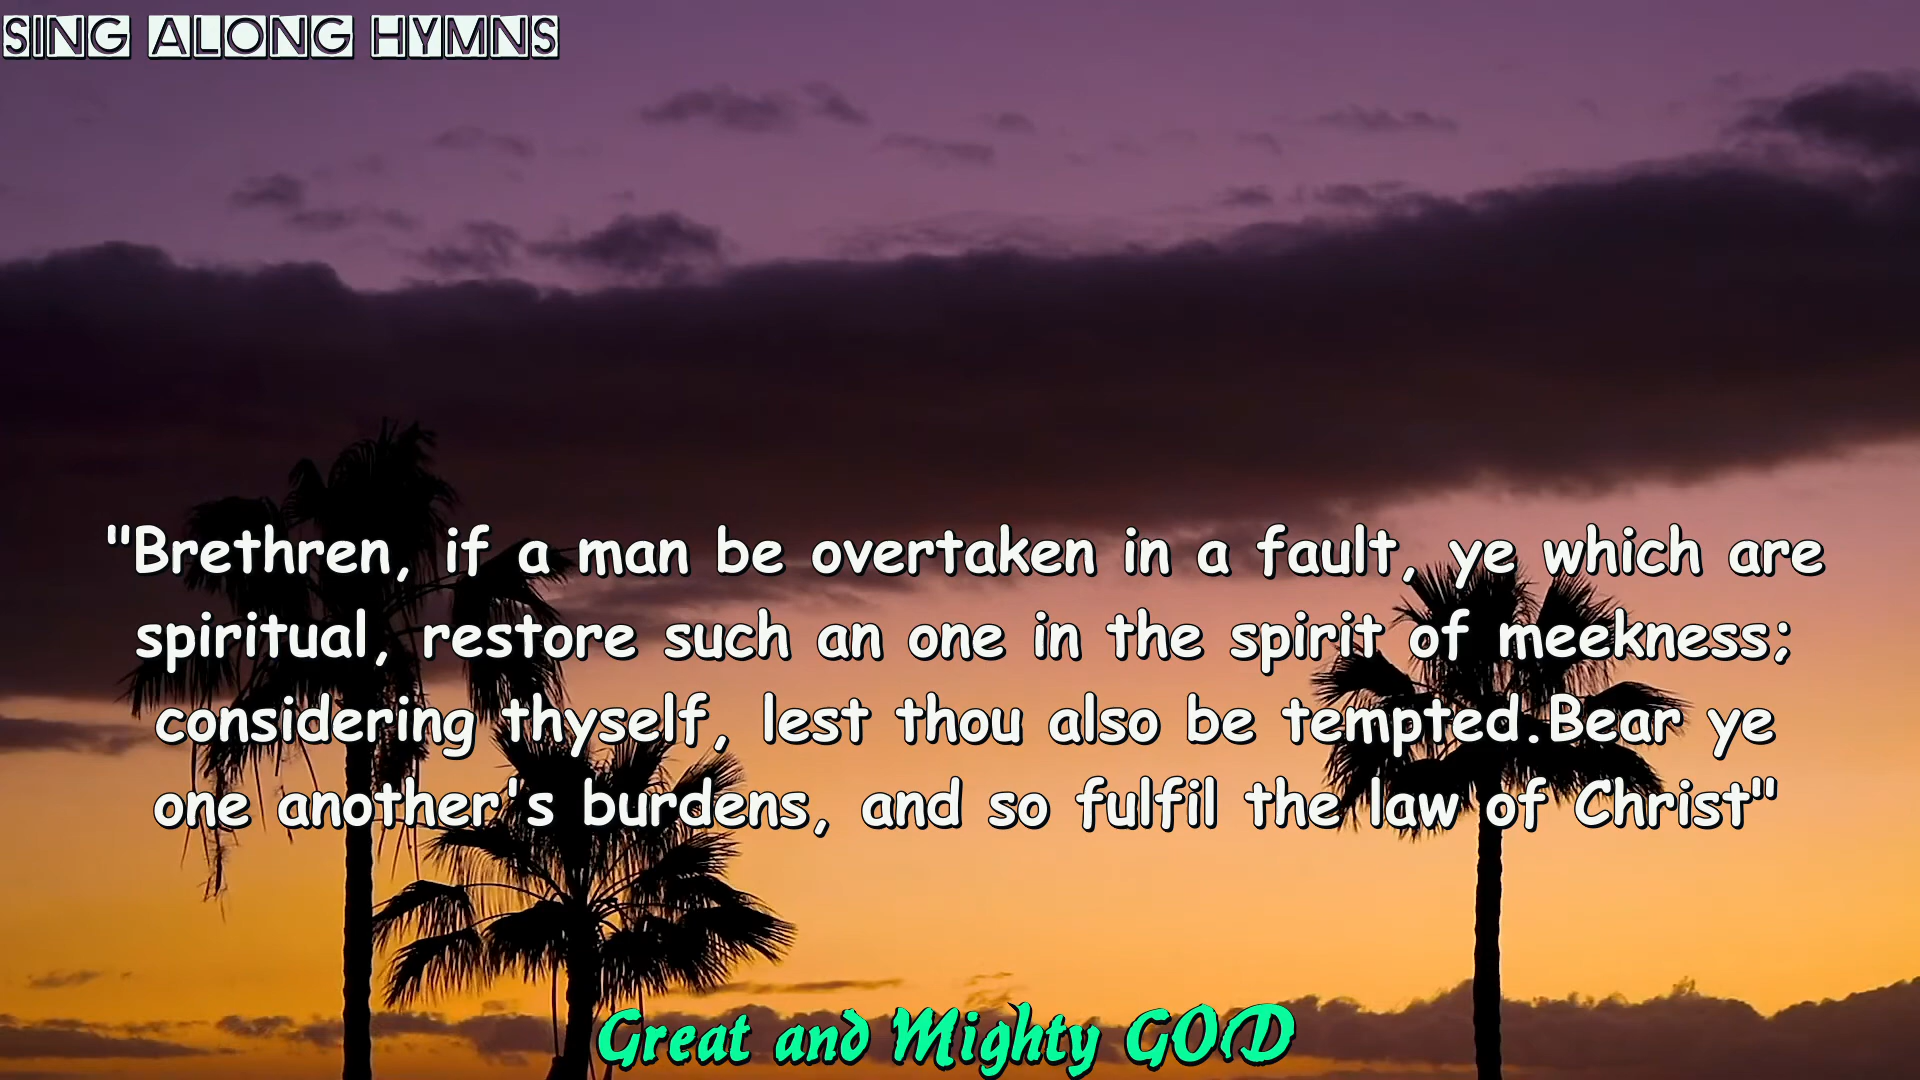 SING ALONG HYMNS
"Brethren, if a man be overtaken in a fault, ye which are
spiritual, restore such an one in the spirit of meekness;
considering thyself, lest thou also be tempted.Bear ye
one another's burdens, and so fulfil the law of Christ"
Great and Mighty GOD